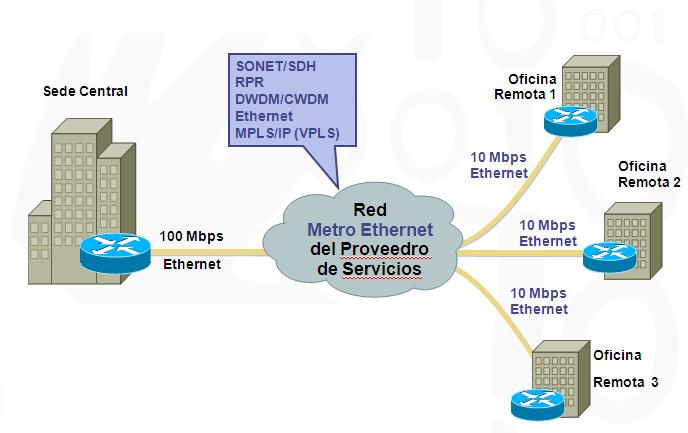 Sede Central
SONET/SDH
RPR
DWDM/CWDM
Ethernet
MPLS/IP (VPLS)
Oficina
Remota 1
10 Mbps
Ethernet
Oficina
Remota 2
100 Mbps
Ethernet
Red
Metro Ethernet
del Proveedro
de Servicios
10 Mbps
Ethernet
10 Mbps
Ethernet
Oficina
Remota 3